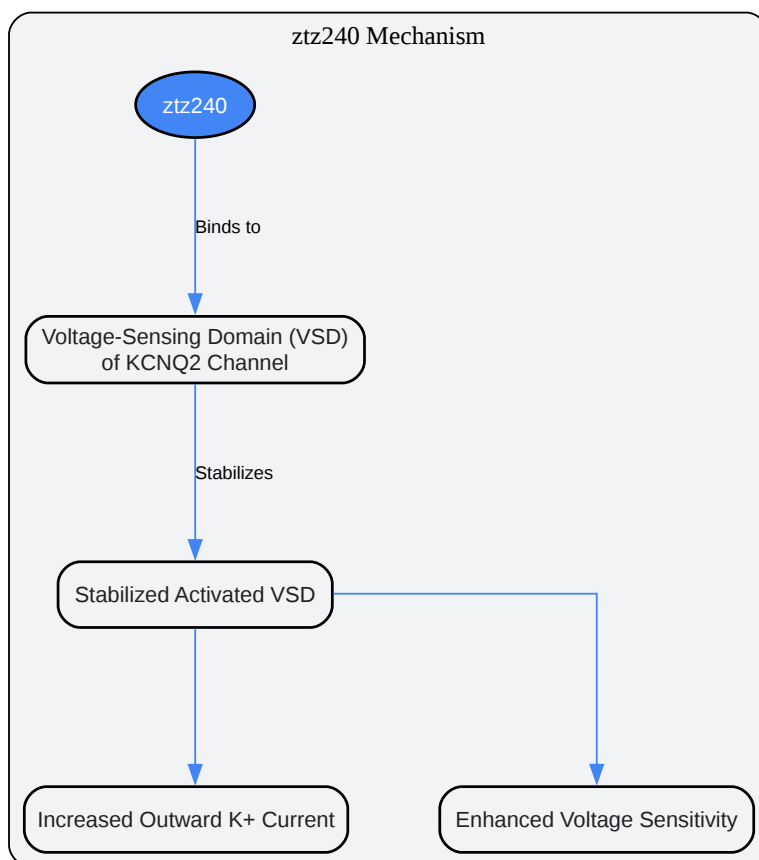 ztz240 Mechanism
ztz240
Binds to
Voltage-Sensing Domain (VSD)
of KCNQ2 Channel
Stabilizes
Stabilized Activated VSD
Increased Outward K+ Current
Enhanced Voltage Sensitivity